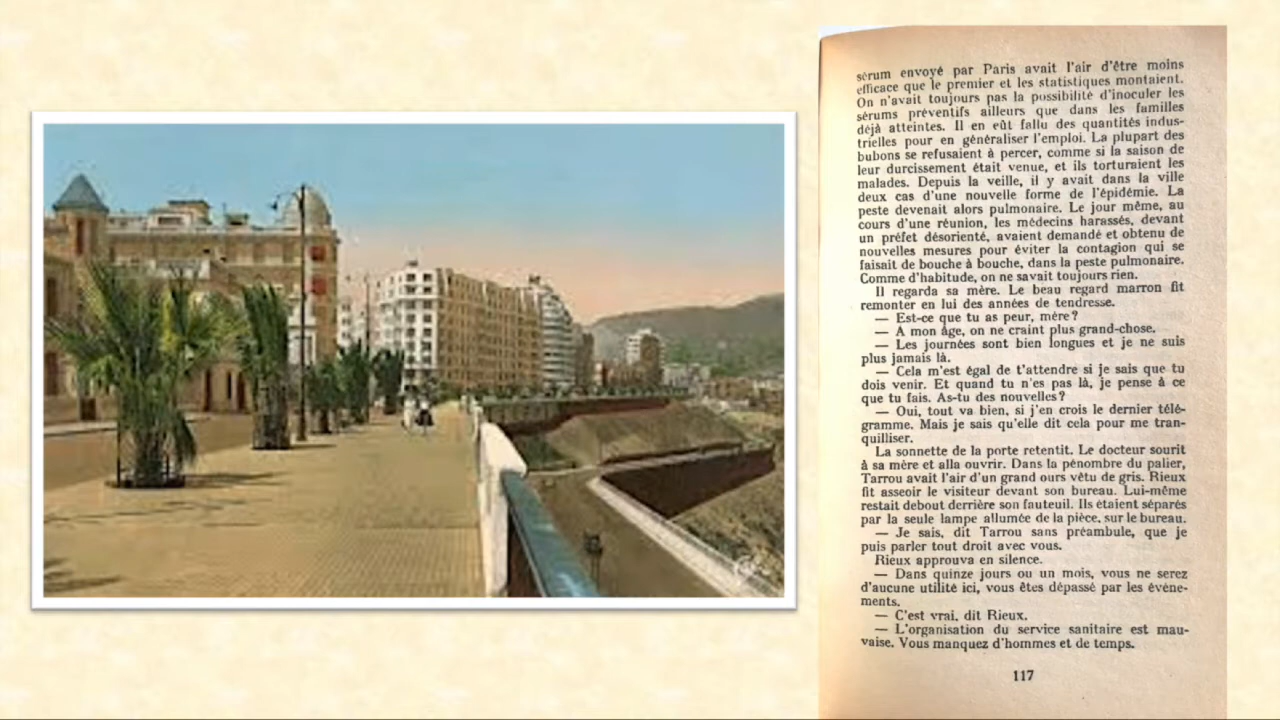 sérum envoyé par Paris avait l'air d'être moins
efficace que le premier et les statistiques montaient.
On n'avait toujours pas la possibilité d'inoculer les
sérums préventifs ailleurs que dans les familles
déjà atteintes. Il en eût fallu des quantités indus-
trielles pour en généraliser l'emploi. La plupart des
bubons se refusaient à percer, comme si la saison de
leur durcissement était venue, et ils torturaient les
malades. Depuis la veille, il y avait dans la ville
deux cas d'une nouvelle forme de l'épidémie. La
peste devenait alors pulmonaire. Le jour même, au
cours d'une réunion, les médecins harassés, devant
un préfet désorienté, avaient demandé et obtenu de
nouvelles mesures pour éviter la contagion qui se
faisait de bouche à bouche, dans la peste pulmonaire.
Comme d'habitude, on ne savait toujours rien.
Il regarda sa mère. Le beau regard marron fit
remonter en lui des années de tendresse.
— Est-ce que tu as peur, mère?
— A mon âge, on ne craint plus grand-chose.
— Les journées sont bien longues et je ne suis
plus jamais là.
— Cela m'est égal de t'attendre si je sais que tu
dois venir. Et quand tu n'es pas là, je pense à ce
que tu fais. As-tu des nouvelles?
— Oui, tout va bien, si j'en crois le dernier télé-
gramme. Mais je sais qu'elle dit cela pour me tran-
quilliser.
La sonnette de la porte retentit. Le docteur sourit
à sa mère et alla ouvrir. Dans la pénombre du palier,
Tarrou avait l'air d'un grand ours vêtu de gris. Rieux
fit asseoir le visiteur devant son bureau. Lui-même
restait debout derrière son fauteuil. Ils étaient séparés
par la seule lampe allumée de la pièce, sur le bureau.
— Je sais, dit Tarrou sans préambule, que je
puis parler tout droit avec vous.
Rieux approuva en silence.
— Dans quinze jours ou un mois, vous ne serez
d'aucune utilité ici, vous êtes dépassé par les événe-
ments.
— C'est vrai, dit Rieux.
— L'organisation du service sanitaire est mau-
vaise. Vous manquez d'hommes et de temps.
117